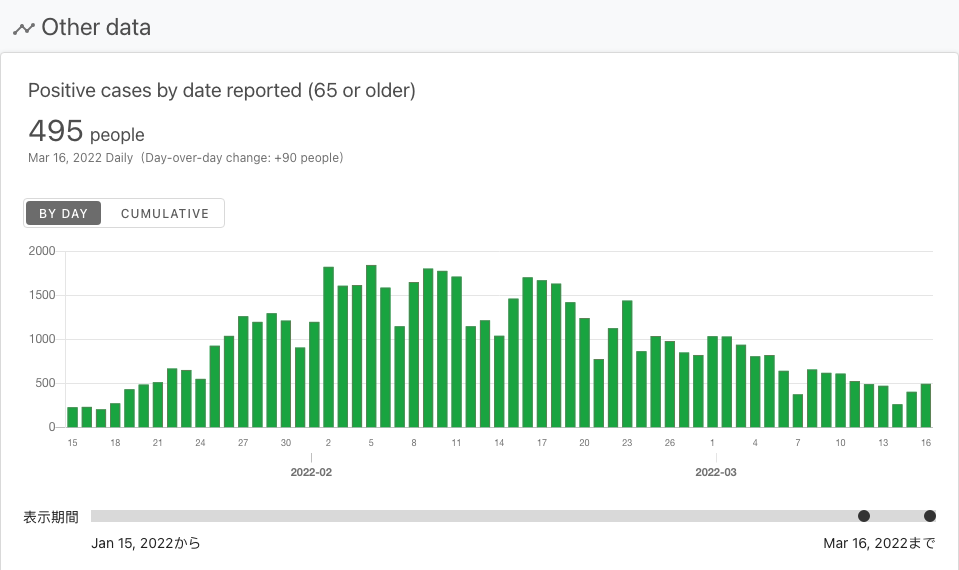 Other data
Positive cases by date reported (65 or older)
495 people
Mar 16, 2022 Daily (Day-over-day change: +90 people)
BY DAY CUMULATIVE
2000
1500
1000
500
0
15 18 21 24 27 30 2 5 8 11 14 17 20 23 26 1 4 7 10 13 16
2022-02 2022-03
表示期間
Jan 15, 2022から Mar 16, 2022まで